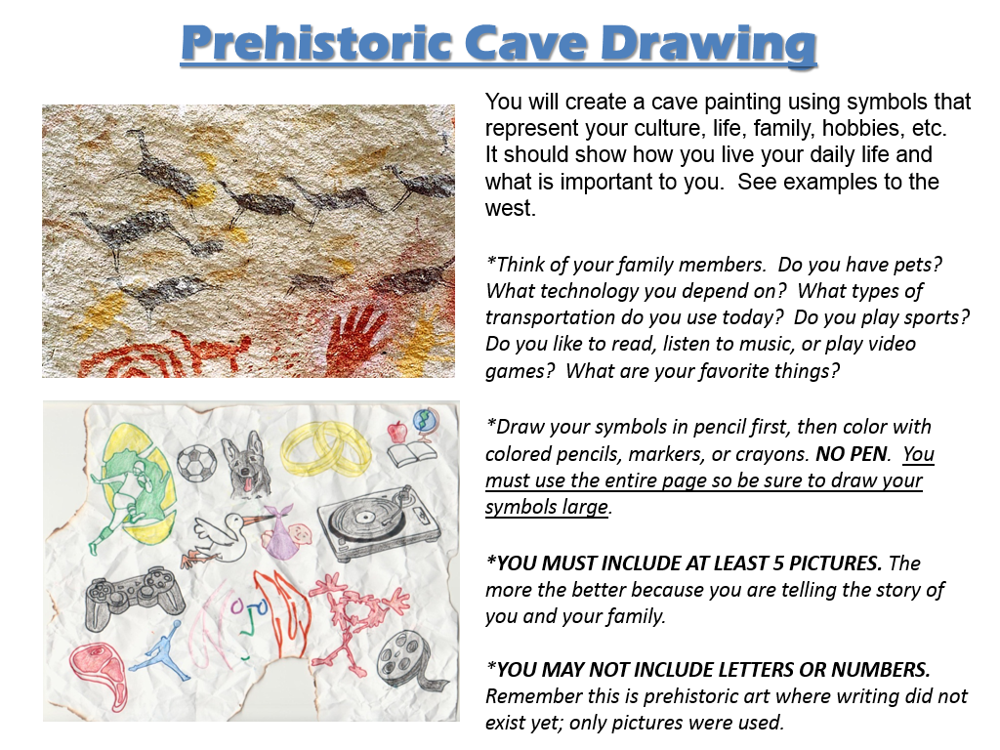 Prehistoric Cave Drawing
You will create a cave painting using symbols that
represent your culture, life, family, hobbies, etc.
It should show how you live your daily life and
what is important to you.  See examples to the
west.
*Think of your family members.  Do you have pets?
What technology you depend on?  What types of
transportation do you use today?  Do you play sports?
Do you like to read, listen to music, or play video
games?  What are your favorite things?
*Draw your symbols in pencil first, then color with
colored pencils, markers, or crayons. NO PEN.  You
must use the entire page so be sure to draw your
symbols large.
*YOU MUST INCLUDE AT LEAST 5 PICTURES. The
more the better because you are telling the story of
you and your family.
*YOU MAY NOT INCLUDE LETTERS OR NUMBERS.
Remember this is prehistoric art where writing did not
exist yet; only pictures were used.